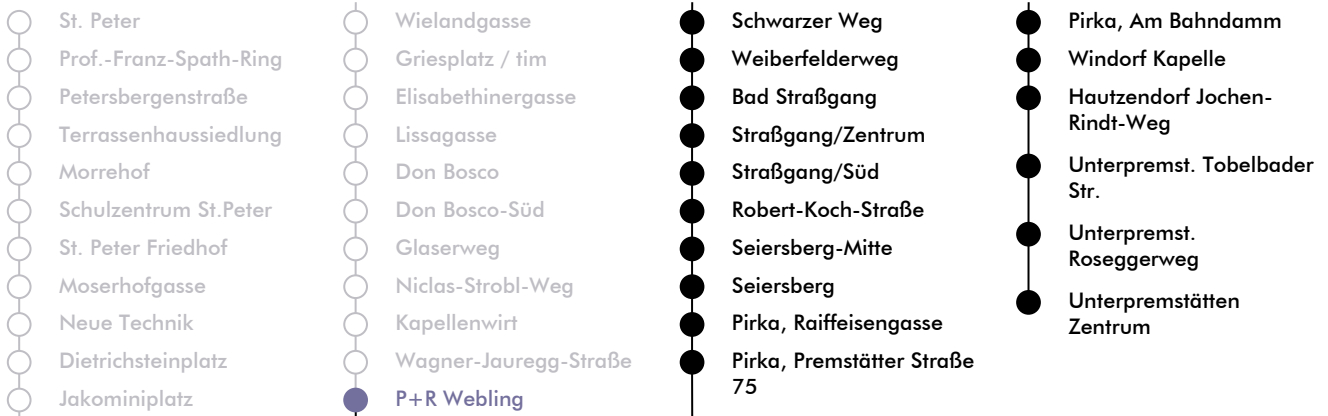 St. Peter
Prof.-Franz-Spath-Ring
Petersbergenstraße
Terrassenhaussiedlung
Morrehof
Schulzentrum St.Peter
St. Peter Friedhof
Moserhofgasse
Neue Technik
Dietrichsteinplatz
Jakominiplatz
Wielandgasse
Griesplatz / tim
Elisabethinergasse
Lissagasse
Don Bosco
Don Bosco-Süd
Glaserweg
Niclas-Strobl-Weg
Kapellenwirt
Wagner-Jauregg-Straße
P+R Webling
Schwarzer Weg
Weiberfelderweg
Bad Straßgang
Straßgang/Zentrum
Straßgang/Süd
Robert-Koch-Straße
Seiersberg-Mitte
Seiersberg
Pirka, Raiffeisengasse
Pirka, Premstätter Straße
75
Pirka, Am Bahndamm
Windorf Kapelle
Hautzendorf Jochen-
Rindt-Weg
Unterpremst. Tobelbader
Str.
Unterpremst.
Roseggerweg
Unterpremstätten
Zentrum